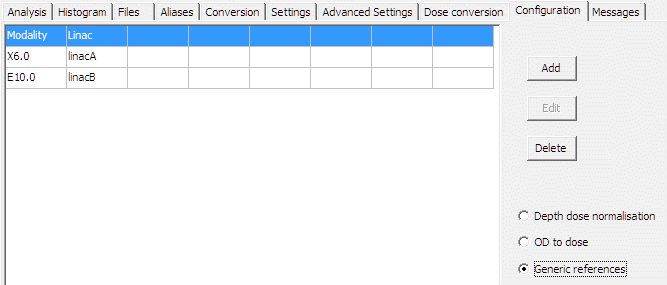 Analysis Histogram Files Aliases Conversion Settings Advanced Settings Dose conversion Configuration Messages
Modality Linac
X6.0 linacA
E10.0 linacB
Add
Edit
Delete
Depth dose normalisation
OD to dose
Generic references